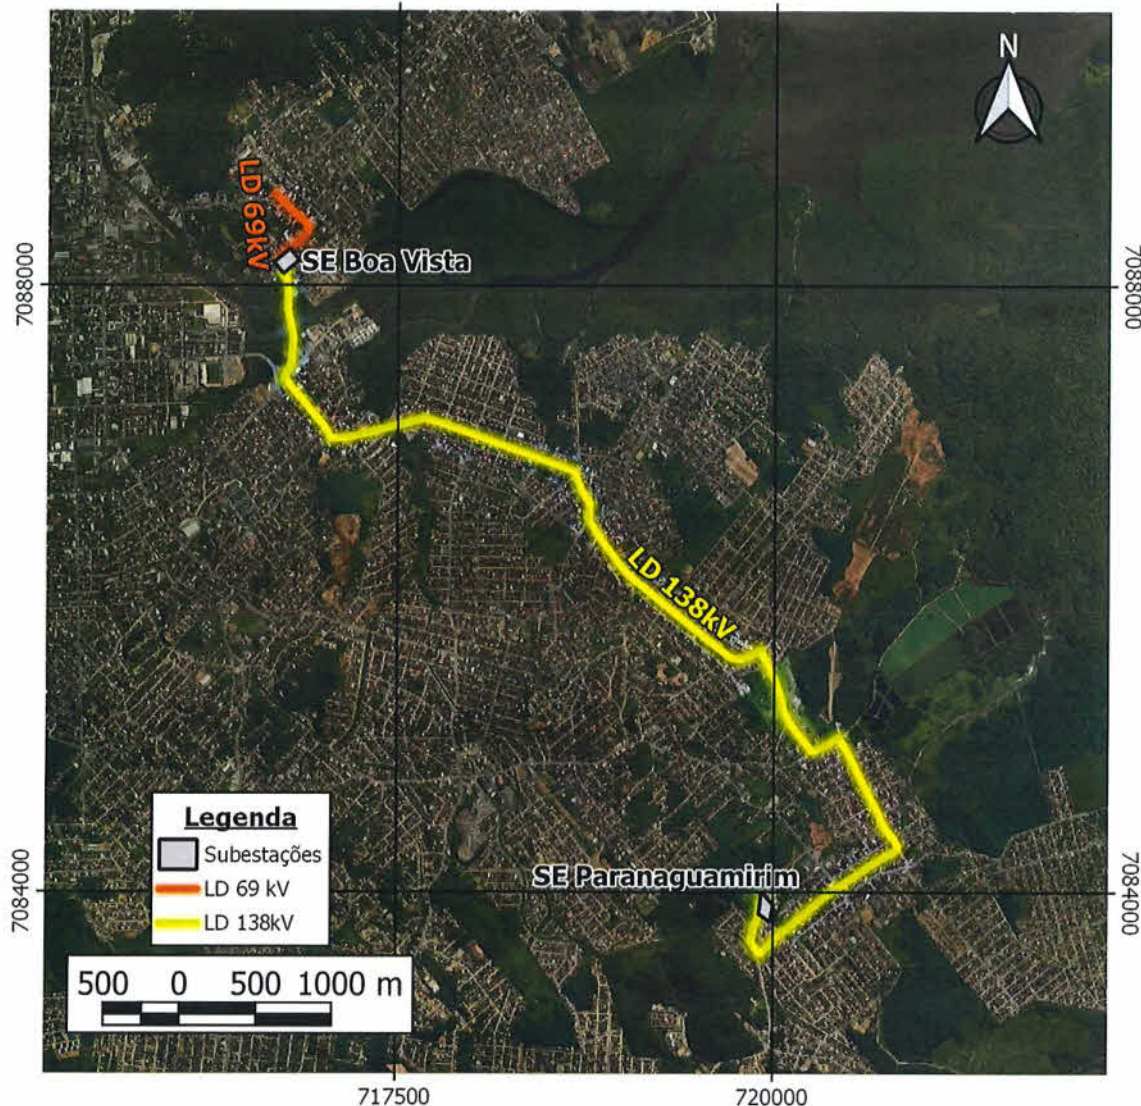 N
LD 69kV
SE Boa Vista
7088000
7088000
LD 138kV
Legenda
Subestações
LD 69 kV
LD 138kV
SE Paranaguamirim
7084000
7084000
500 0 500 1000 m
717500
720000